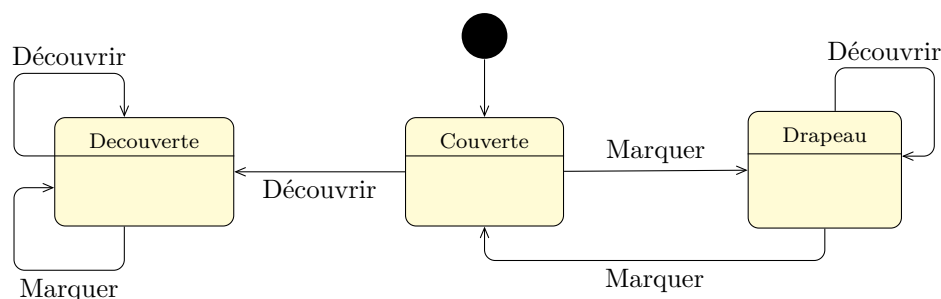 Découvrir
Découvrir
Decouverte
Couverte
Drapeau
Marquer
Découvrir
Marquer
Marquer